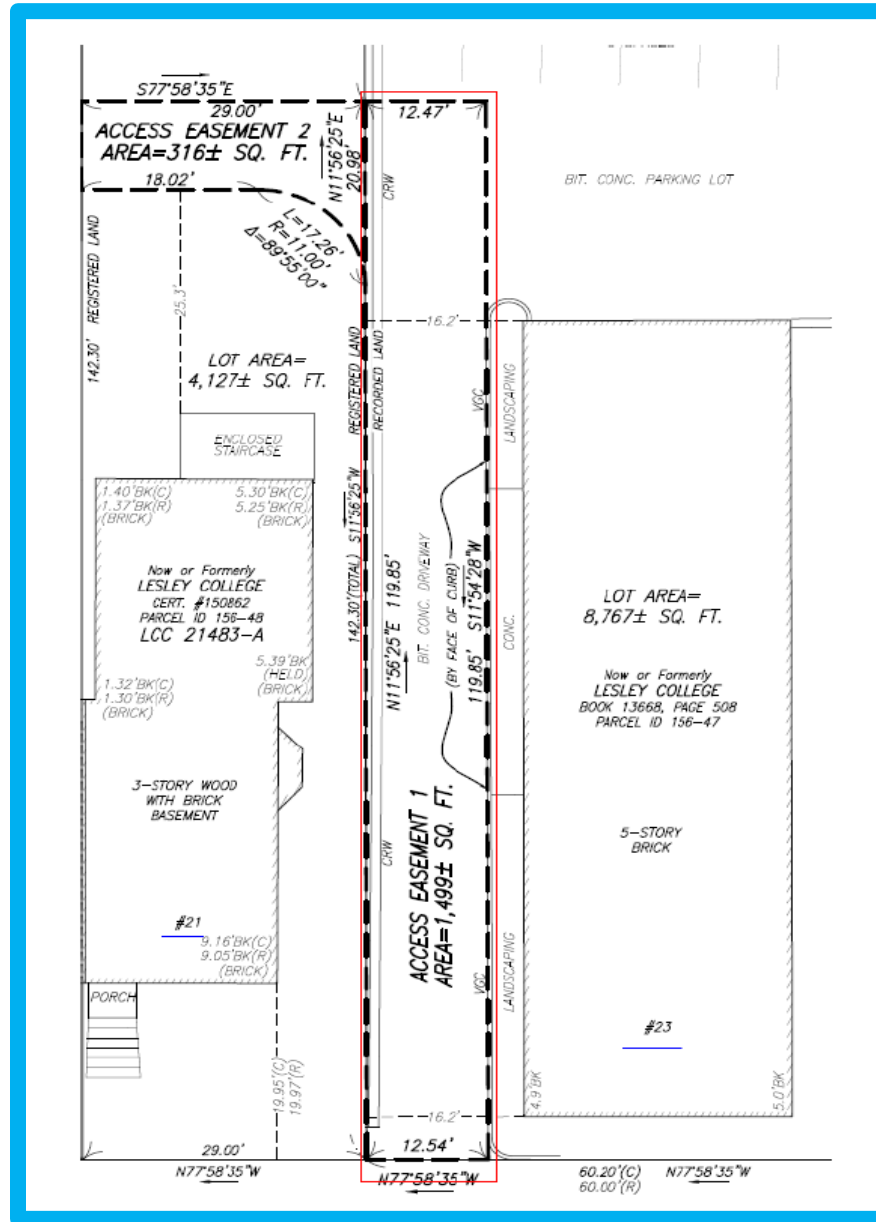 S77°58'35"E
29.00'
ACCESS EASEMENT 2
AREA=316± SQ. FT.
18.02'
N11°56'25"E
20.98'
12.47'
CRW
BIT. CONC. PARKING LOT
L=17.26'
R=11.00'
Δ=89°55'00"
142.30' REGISTERED LAND
25.3'
16.2'
LOT AREA=
4,127± SQ. FT.
REGISTERED LAND
RECORDED LAND
VGC
LANDSCAPING
ENCLOSED
STAIRCASE
1.40'BK(C)
1.37'BK(R)
(BRICK)
5.30'BK(C)
5.25'BK(R)
(BRICK)
142.30'(TOTAL) S11°56'25"W
Now or Formerly
LESLEY COLLEGE
CERT. #150862
PARCEL ID 156-48
LCC 21483-A
N11°56'25"E 119.85'
BIT. CONC. DRIVEWAY
(BY FACE OF CURB)
119.85' S11°54'28"W
CONC.
LOT AREA=
8,767± SQ. FT.
Now or Formerly
LESLEY COLLEGE
BOOK 13668, PAGE 508
PARCEL ID 156-47
5.39'BK
(HELD)
(BRICK)
1.32'BK(C)
1.30'BK(R)
(BRICK)
3-STORY WOOD
WITH BRICK
BASEMENT
5-STORY
BRICK
CRW
ACCESS EASEMENT 1
AREA=1,499± SQ. FT.
#21
9.16'BK(C)
9.05'BK(R)
(BRICK)
VGC
LANDSCAPING
PORCH
#23
19.95'(C)
19.97'(R)
4.9'BK
5.0'BK
16.2'
29.00'
12.54'
N77°58'35"W
N77°58'35"W
60.20'(C)
60.00'(R)
N77°58'35"W